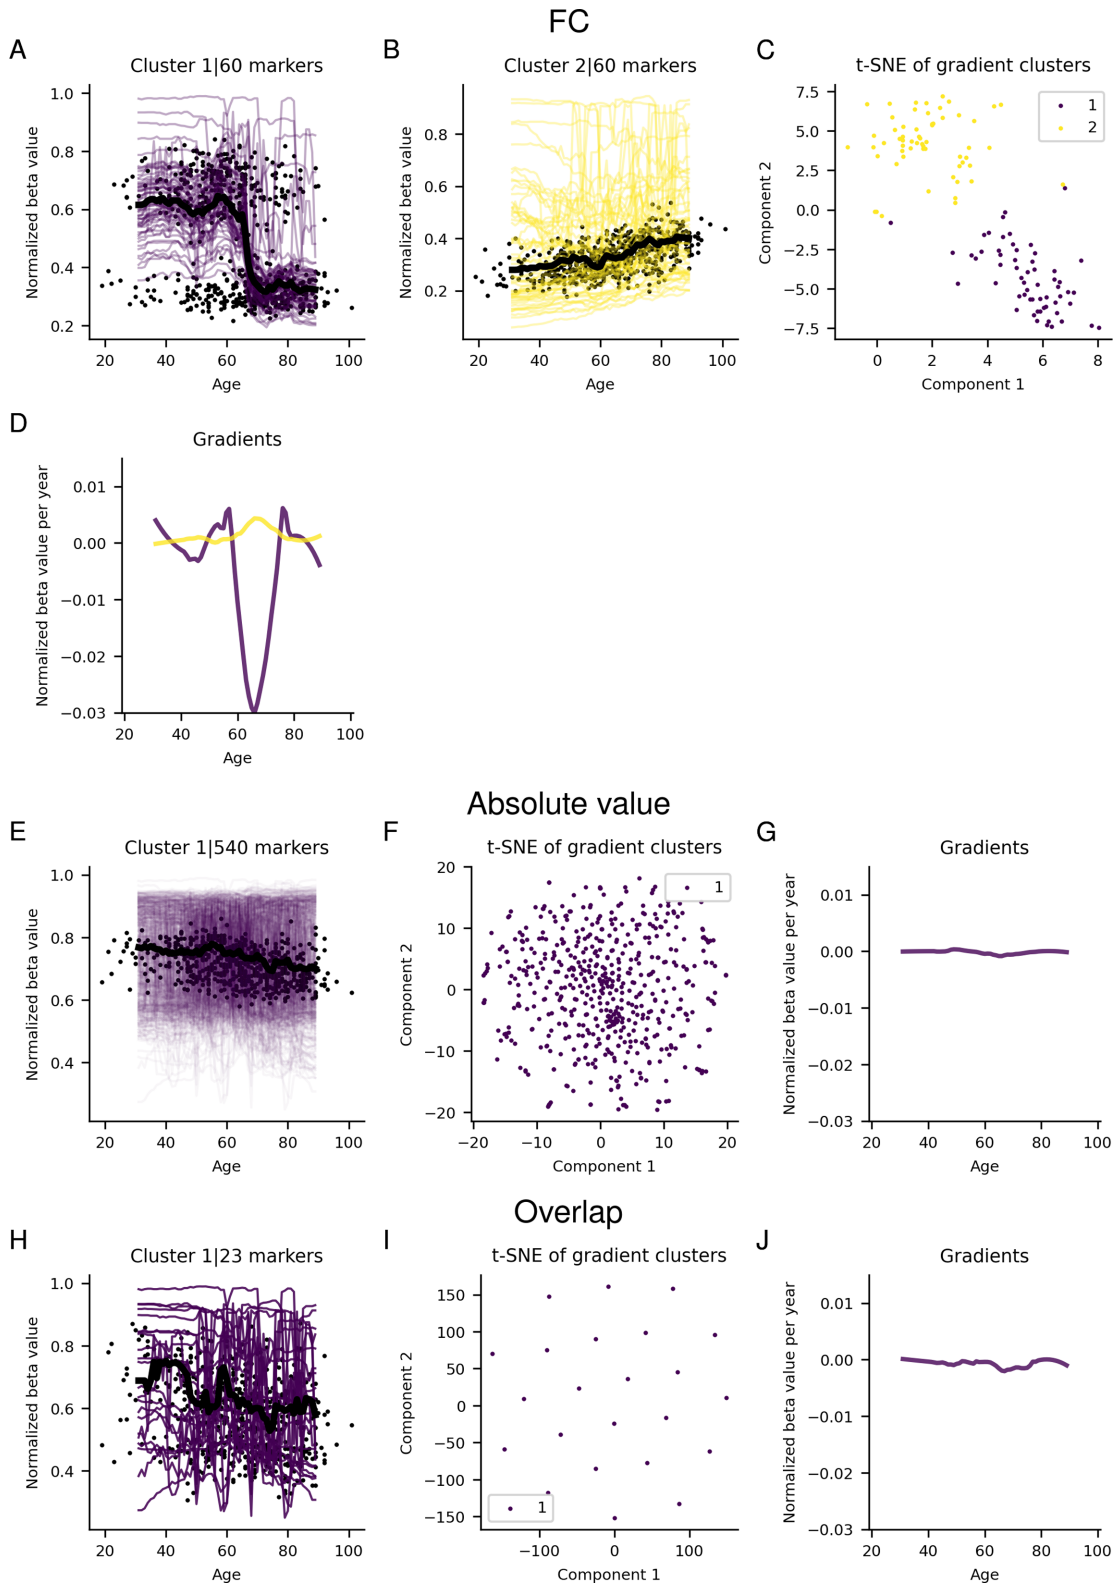 FC
A
Cluster 1|60 markers
Normalized beta value
1.0
0.8
0.6
0.4
0.2
20 40 60 80 100
Age
B
Cluster 2|60 markers
Normalized beta value
0.8
0.6
0.4
0.2
20 40 60 80 100
Age
C
t-SNE of gradient clusters
1
2
Component 2
7.5
5.0
2.5
0.0
−2.5
−5.0
−7.5
0 2 4 6 8
Component 1
D
Gradients
Normalized beta value per year
0.01
0.00
−0.01
−0.02
−0.03
20 40 60 80 100
Age
Absolute value
E
Cluster 1|540 markers
Normalized beta value
1.0
0.8
0.6
0.4
20 40 60 80 100
Age
F
t-SNE of gradient clusters
1
Component 2
20
10
0
−10
−20
−20 −10 0 10 20
Component 1
G
Gradients
Normalized beta value per year
0.01
0.00
−0.01
−0.02
−0.03
20 40 60 80 100
Age
Overlap
H
Cluster 1|23 markers
Normalized beta value
1.0
0.8
0.6
0.4
20 40 60 80 100
Age
I
t-SNE of gradient clusters
Component 2
150
100
50
0
−50
−100
−150
1
−100 0 100
Component 1
J
Gradients
Normalized beta value per year
0.01
0.00
−0.01
−0.02
−0.03
20 40 60 80 100
Age